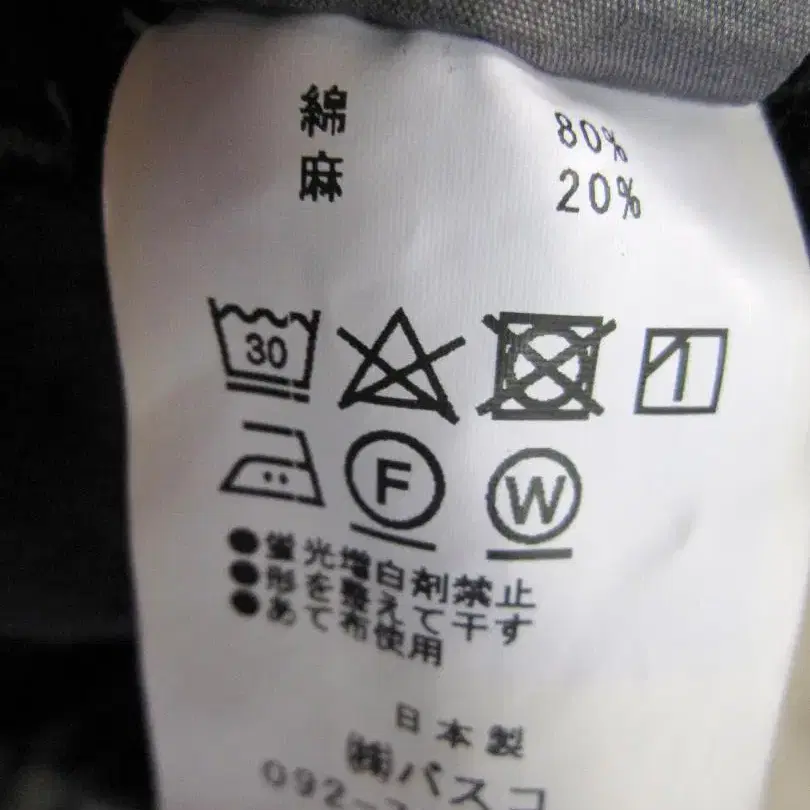 綿 80%
麻 20%
30
F W
●蛍光増白剤禁止
●形を整えて干す
●あて布使用
日本製
㈱パスコ
092-